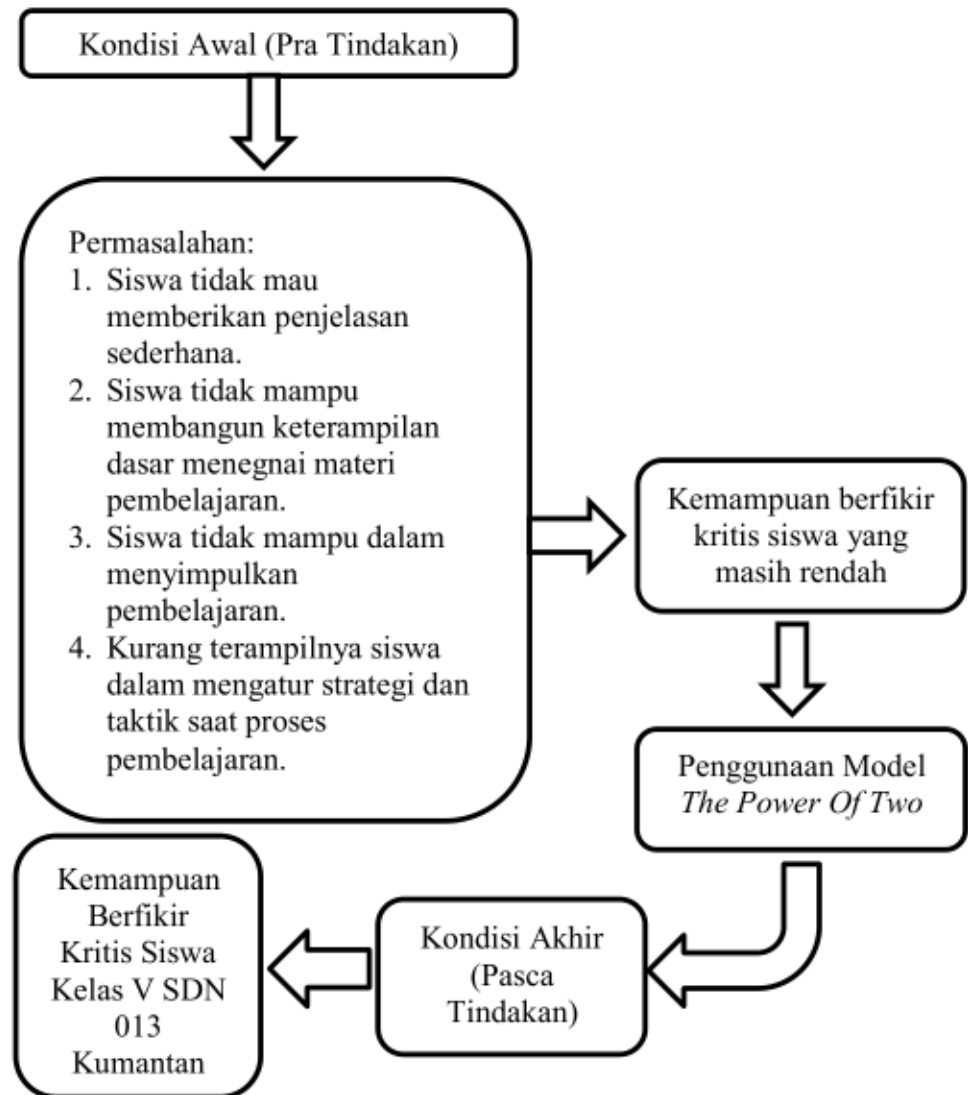 Kondisi Awal (Pra Tindakan)
Permasalahan:
1. Siswa tidak mau
memberikan penjelasan
sederhana.
2. Siswa tidak mampu
membangun keterampilan
dasar menegnai materi
pembelajaran.
3. Siswa tidak mampu dalam
menyimpulkan
pembelajaran.
4. Kurang terampilnya siswa
dalam mengatur strategi dan
taktik saat proses
pembelajaran.
Kemampuan berfikir
kritis siswa yang
masih rendah
Penggunaan Model
The Power Of Two
Kondisi Akhir
(Pasca
Tindakan)
Kemampuan
Berfikir
Kritis Siswa
Kelas V SDN
013
Kumantan